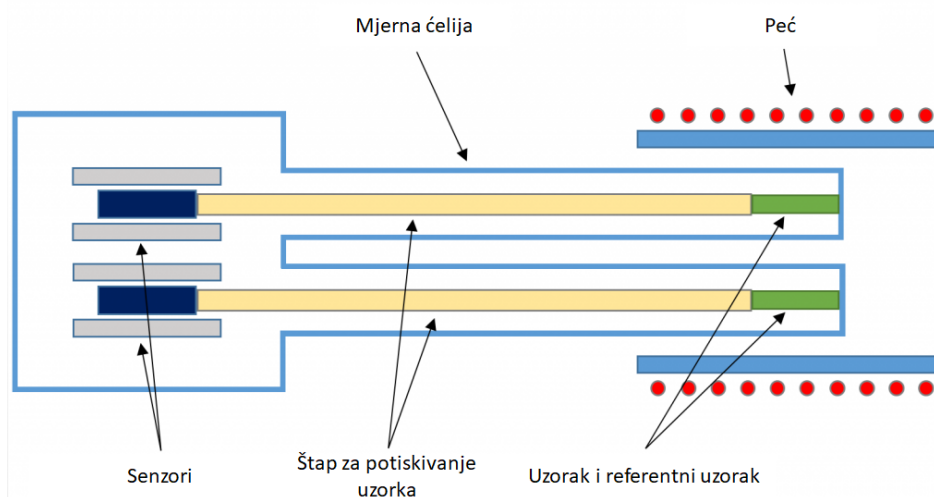 Mjerna ćelija
Peć
Senzori
Štap za potiskivanje
uzorka
Uzorak i referentni uzorak